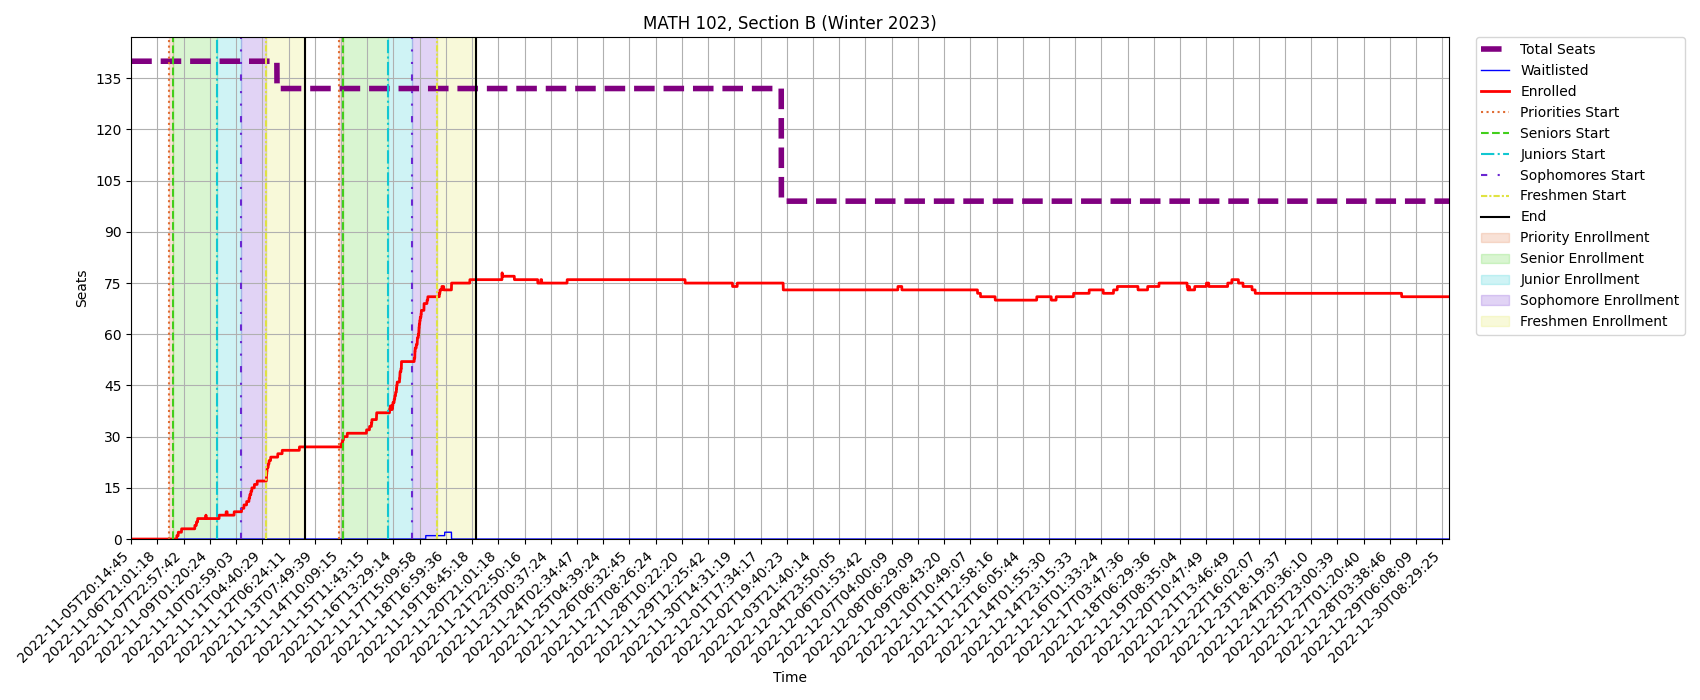 MATH 102, Section B (Winter 2023)
Seats
135
120
105
90
75
60
45
30
15
0
2022-11-05T20:14:45
2022-11-06T21:01:18
2022-11-07T22:57:42
2022-11-09T01:20:24
2022-11-10T02:59:03
2022-11-11T04:40:29
2022-11-12T06:24:11
2022-11-13T07:49:39
2022-11-14T10:09:15
2022-11-15T11:43:15
2022-11-16T13:29:14
2022-11-17T15:09:58
2022-11-18T16:59:36
2022-11-19T18:45:18
2022-11-20T21:01:18
2022-11-21T22:50:16
2022-11-23T00:37:24
2022-11-24T02:34:47
2022-11-25T04:39:24
2022-11-26T06:32:45
2022-11-27T08:26:24
2022-11-28T10:22:20
2022-11-29T12:25:42
2022-11-30T14:31:19
2022-12-01T17:34:17
2022-12-02T19:40:23
2022-12-03T21:40:14
2022-12-04T23:50:05
2022-12-06T01:53:42
2022-12-07T04:00:09
2022-12-08T06:29:09
2022-12-09T08:43:20
2022-12-10T10:49:07
2022-12-11T12:58:16
2022-12-12T16:05:44
2022-12-14T01:55:30
2022-12-14T23:15:33
2022-12-16T01:33:24
2022-12-17T03:47:36
2022-12-18T06:29:36
2022-12-19T08:35:04
2022-12-20T10:47:49
2022-12-21T13:46:49
2022-12-22T16:02:07
2022-12-23T18:19:37
2022-12-24T20:36:10
2022-12-25T23:00:39
2022-12-27T01:20:40
2022-12-28T03:38:46
2022-12-29T06:08:09
2022-12-30T08:29:25
Time
Total Seats
Waitlisted
Enrolled
Priorities Start
Seniors Start
Juniors Start
Sophomores Start
Freshmen Start
End
Priority Enrollment
Senior Enrollment
Junior Enrollment
Sophomore Enrollment
Freshmen Enrollment